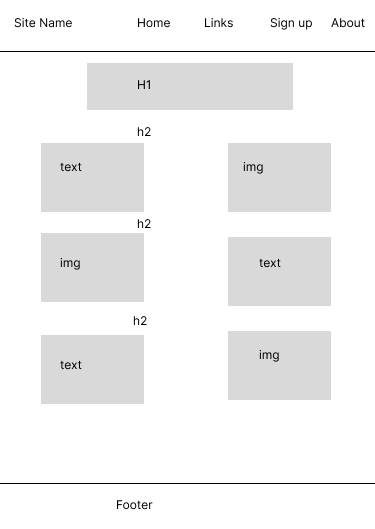 Site Name Home Links Sign up About
H1
h2
text img
h2
img text
h2
text img
Footer